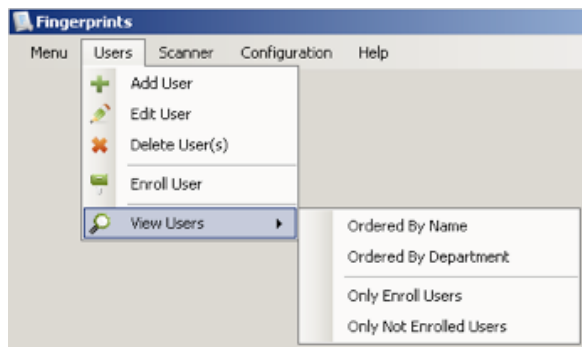 Fingerprints
Menu Users Scanner Configuration Help
Add User
Edit User
Delete User(s)
Enroll User
View Users
Ordered By Name
Ordered By Department
Only Enroll Users
Only Not Enrolled Users